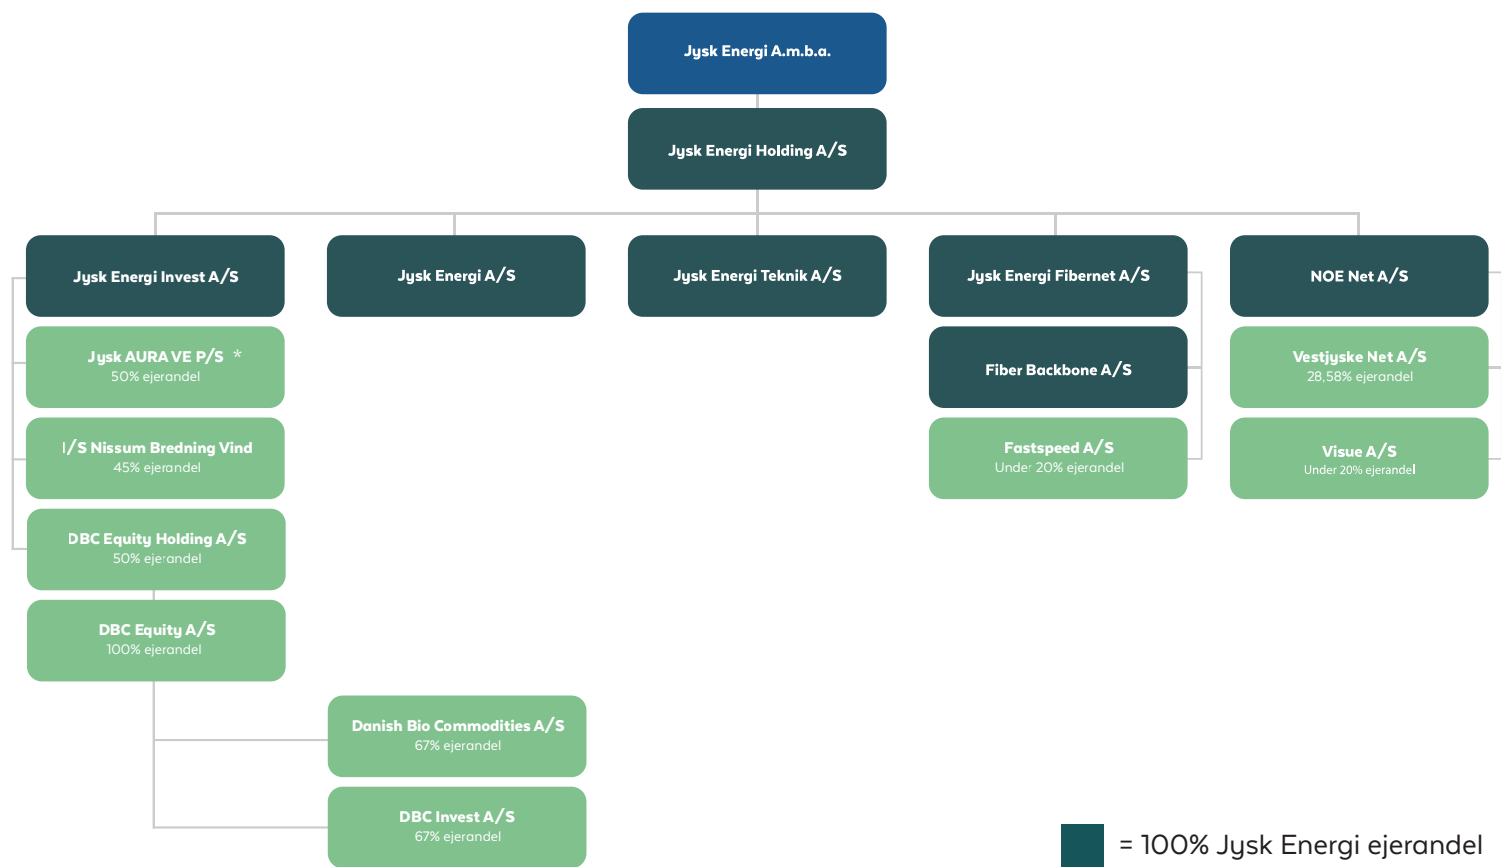 Jysk Energi A.m.b.a.
Jysk Energi Holding A/S
Jysk Energi Invest A/S
Jysk Energi A/S
Jysk Energi Teknik A/S
Jysk Energi Fibernet A/S
NOE Net A/S
Jysk AURA VE P/S *
50% ejerandel
Fiber Backbone A/S
Vestjyske Net A/S
28,58% ejerandel
I/S Nissum Bredning Vind
45% ejerandel
Fastspeed A/S
Under 20% ejerandel
Visue A/S
Under 20% ejerandel
DBC Equity Holding A/S
50% ejerandel
DBC Equity A/S
100% ejerandel
Danish Bio Commodities A/S
67% ejerandel
DBC Invest A/S
67% ejerandel
= 100% Jysk Energi ejerandel